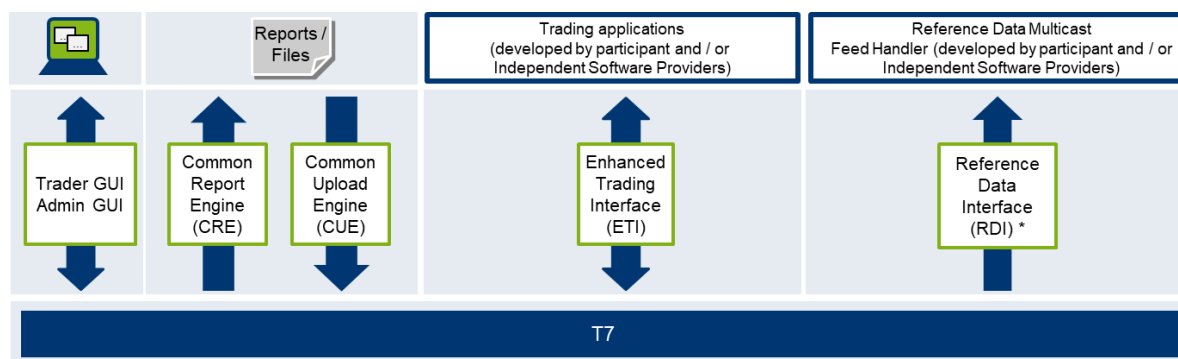 Reports /
Files
Trading applications
(developed by participant and / or
Independent Software Providers)
Reference Data Multicast
Feed Handler (developed by participant and / or
Independent Software Providers)
Trader GUI
Admin GUI
Common
Report
Engine
(CRE)
Common
Upload
Engine
(CUE)
Enhanced
Trading
Interface
(ETI)
Reference
Data
Interface
(RDI) *
T7